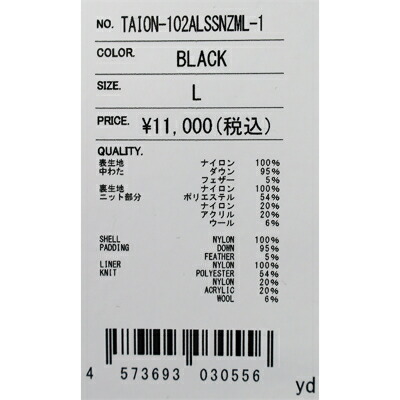 NO. TAION-102ALSSNZML-1
COLOR. BLACK
SIZE. L
PRICE. ¥11,000(税込)
QUALITY.
表生地 ナイロン 100%
中わた ダウン 95%
フェザー 5%
裏生地 ナイロン 100%
ニット部分 ポリエステル 54%
ナイロン 20%
アクリル 20%
ウール 6%
SHELL NYLON 100%
PADDING DOWN 95%
FEATHER 5%
LINER NYLON 100%
KNIT POLYESTER 54%
NYLON 20%
ACRYLIC 20%
WOOL 6%
4 573693 030556
yd